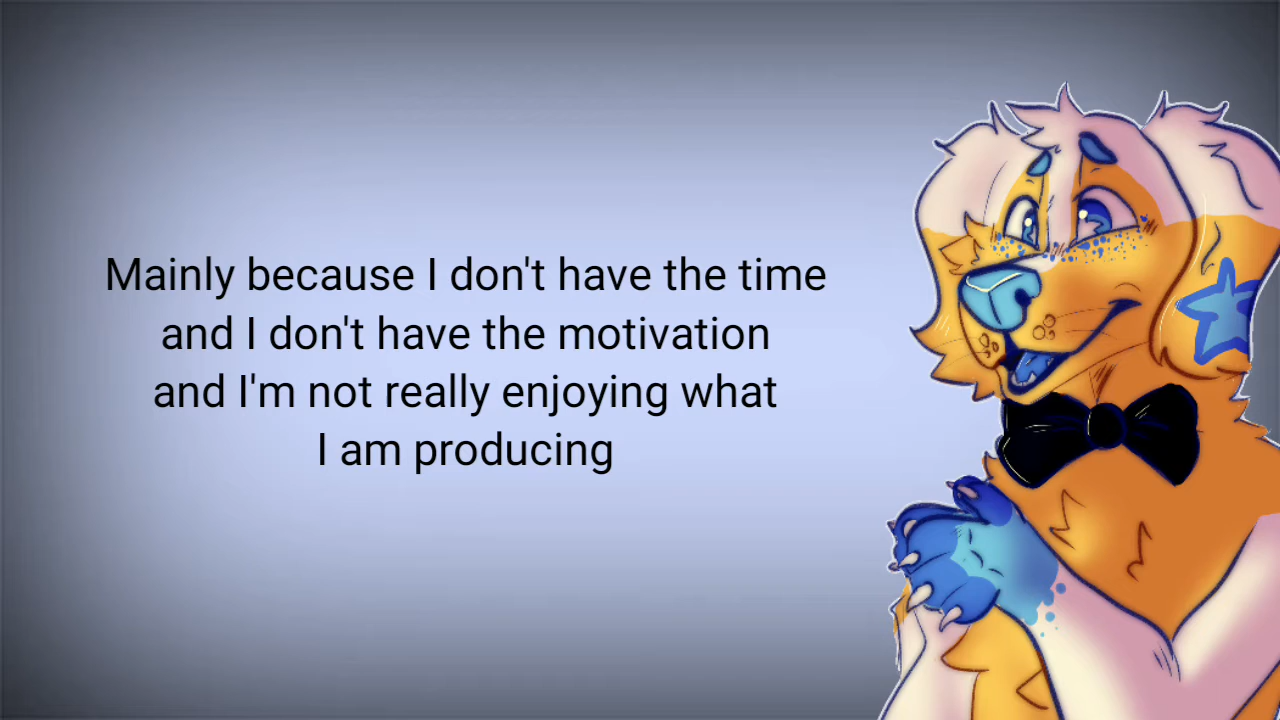 Mainly because I don't have the time
and I don't have the motivation
and I'm not really enjoying what
I am producing